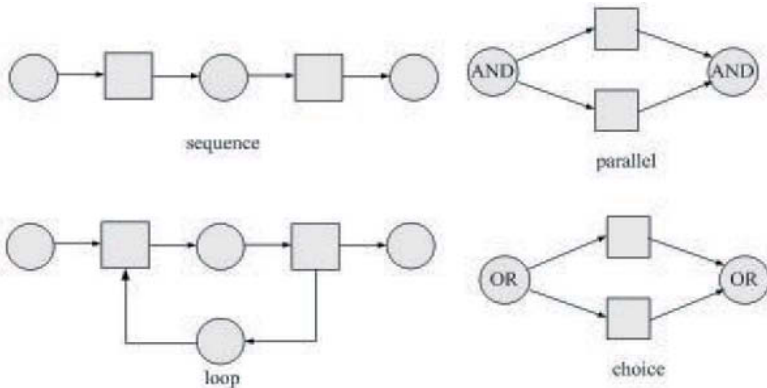 AND
AND
sequence
parallel
OR
OR
loop
choice